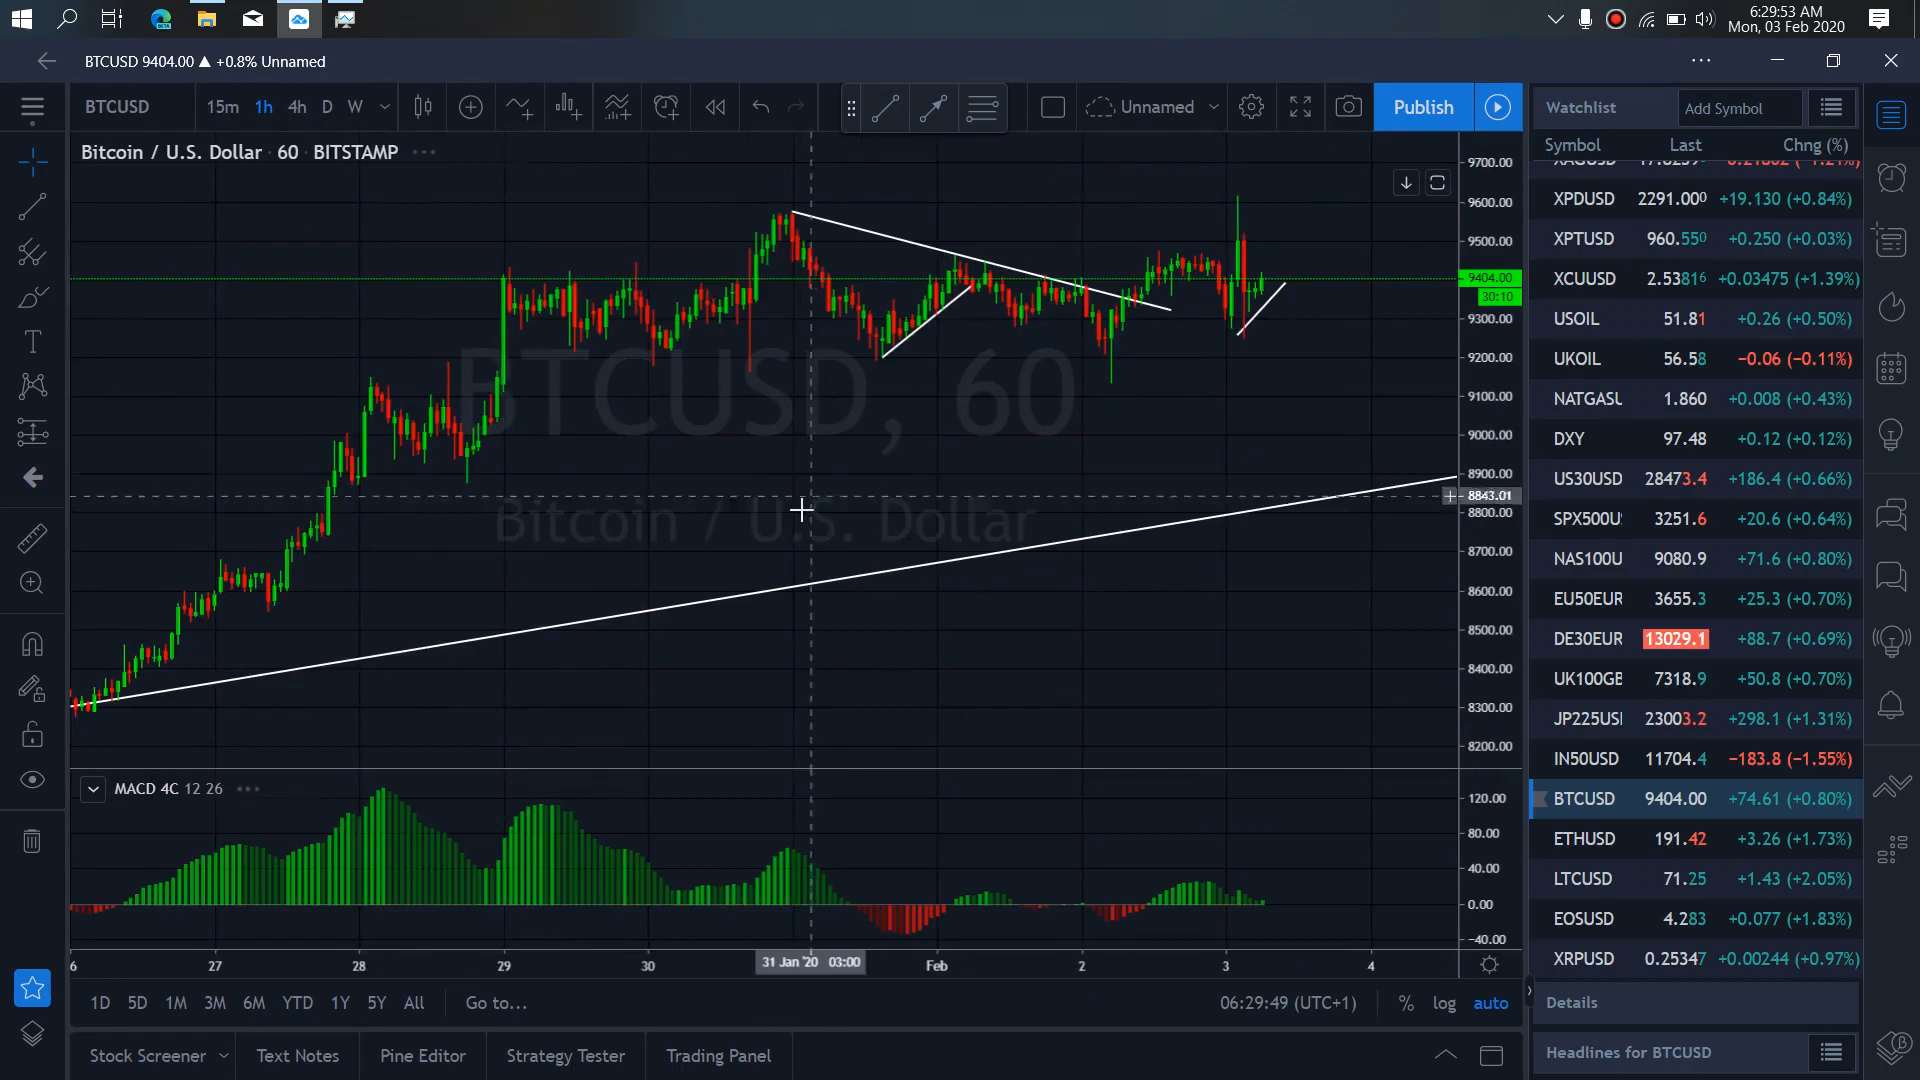 6:29:53 AM
Mon, 03 Feb 2020
BTCUSD 9404.00 ▲ +0.8% Unnamed
BTCUSD 15m 1h 4h D W Unnamed Publish
Watchlist Add Symbol
Symbol Last Chng (%)
Bitcoin / U.S. Dollar 60 BITSTAMP
XPDUSD 2291.000 +19.130 (+0.84%)
XPTUSD 960.550 +0.250 (+0.03%)
XCUUSD 2.53816 +0.03475 (+1.39%)
USOIL 51.81 +0.26 (+0.50%)
UKOIL 56.58 −0.06 (−0.11%)
NATGASU 1.860 +0.008 (+0.43%)
DXY 97.48 +0.12 (+0.12%)
US30USD 28473.4 +186.4 (+0.66%)
SPX500U 3251.6 +20.6 (+0.64%)
NAS100U 9080.9 +71.6 (+0.80%)
EU50EUR 3655.3 +25.3 (+0.70%)
DE30EUR 13029.1 +88.7 (+0.69%)
UK100GB 7318.9 +50.8 (+0.70%)
JP225US 23003.2 +298.1 (+1.31%)
IN50USD 11704.4 −183.8 (−1.55%)
BTCUSD 9404.00 +74.61 (+0.80%)
ETHUSD 191.42 +3.26 (+1.73%)
LTCUSD 71.25 +1.43 (+2.05%)
EOSUSD 4.283 +0.077 (+1.83%)
XRPUSD 0.25347 +0.00244 (+0.97%)
Details
Headlines for BTCUSD
9700.00
9600.00
9500.00
9404.00
30:10
9300.00
9200.00
9100.00
9000.00
8900.00
8843.01
8800.00
8700.00
8600.00
8500.00
8400.00
8300.00
8200.00
BTCUSD, 60
Bitcoin / U.S. Dollar
MACD 4C 12 26
120.00
80.00
40.00
0.00
−40.00
6 27 28 29 30 31 Jan '20 03:00 Feb 2 3 4
1D 5D 1M 3M 6M YTD 1Y 5Y All Go to... 06:29:49 (UTC+1) % log auto
Stock Screener Text Notes Pine Editor Strategy Tester Trading Panel